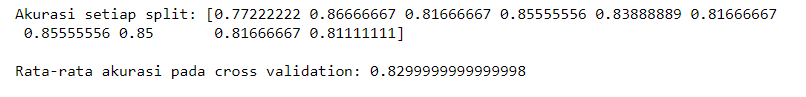 Akurasi setiap split: [0.77222222 0.86666667 0.81666667 0.85555556 0.83888889 0.81666667
 0.85555556 0.85       0.81666667 0.81111111]

Rata-rata akurasi pada cross validation: 0.8299999999999998